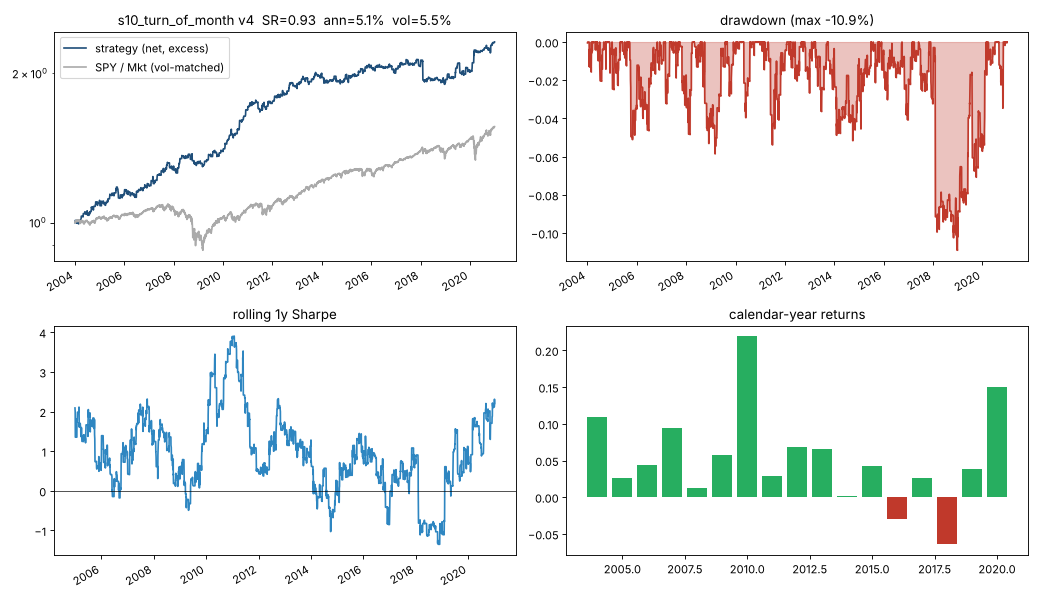 s10_turn_of_month v4  SR=0.93  ann=5.1%  vol=5.5%
strategy (net, excess)
SPY / Mkt (vol-matched)
2 × 10⁰
10⁰
2004 2006 2008 2010 2012 2014 2016 2018 2020
drawdown (max -10.9%)
0.00
−0.02
−0.04
−0.06
−0.08
−0.10
2004 2006 2008 2010 2012 2014 2016 2018 2020
rolling 1y Sharpe
4
3
2
1
0
−1
2006 2008 2010 2012 2014 2016 2018 2020
calendar-year returns
0.20
0.15
0.10
0.05
0.00
−0.05
2005.0 2007.5 2010.0 2012.5 2015.0 2017.5 2020.0